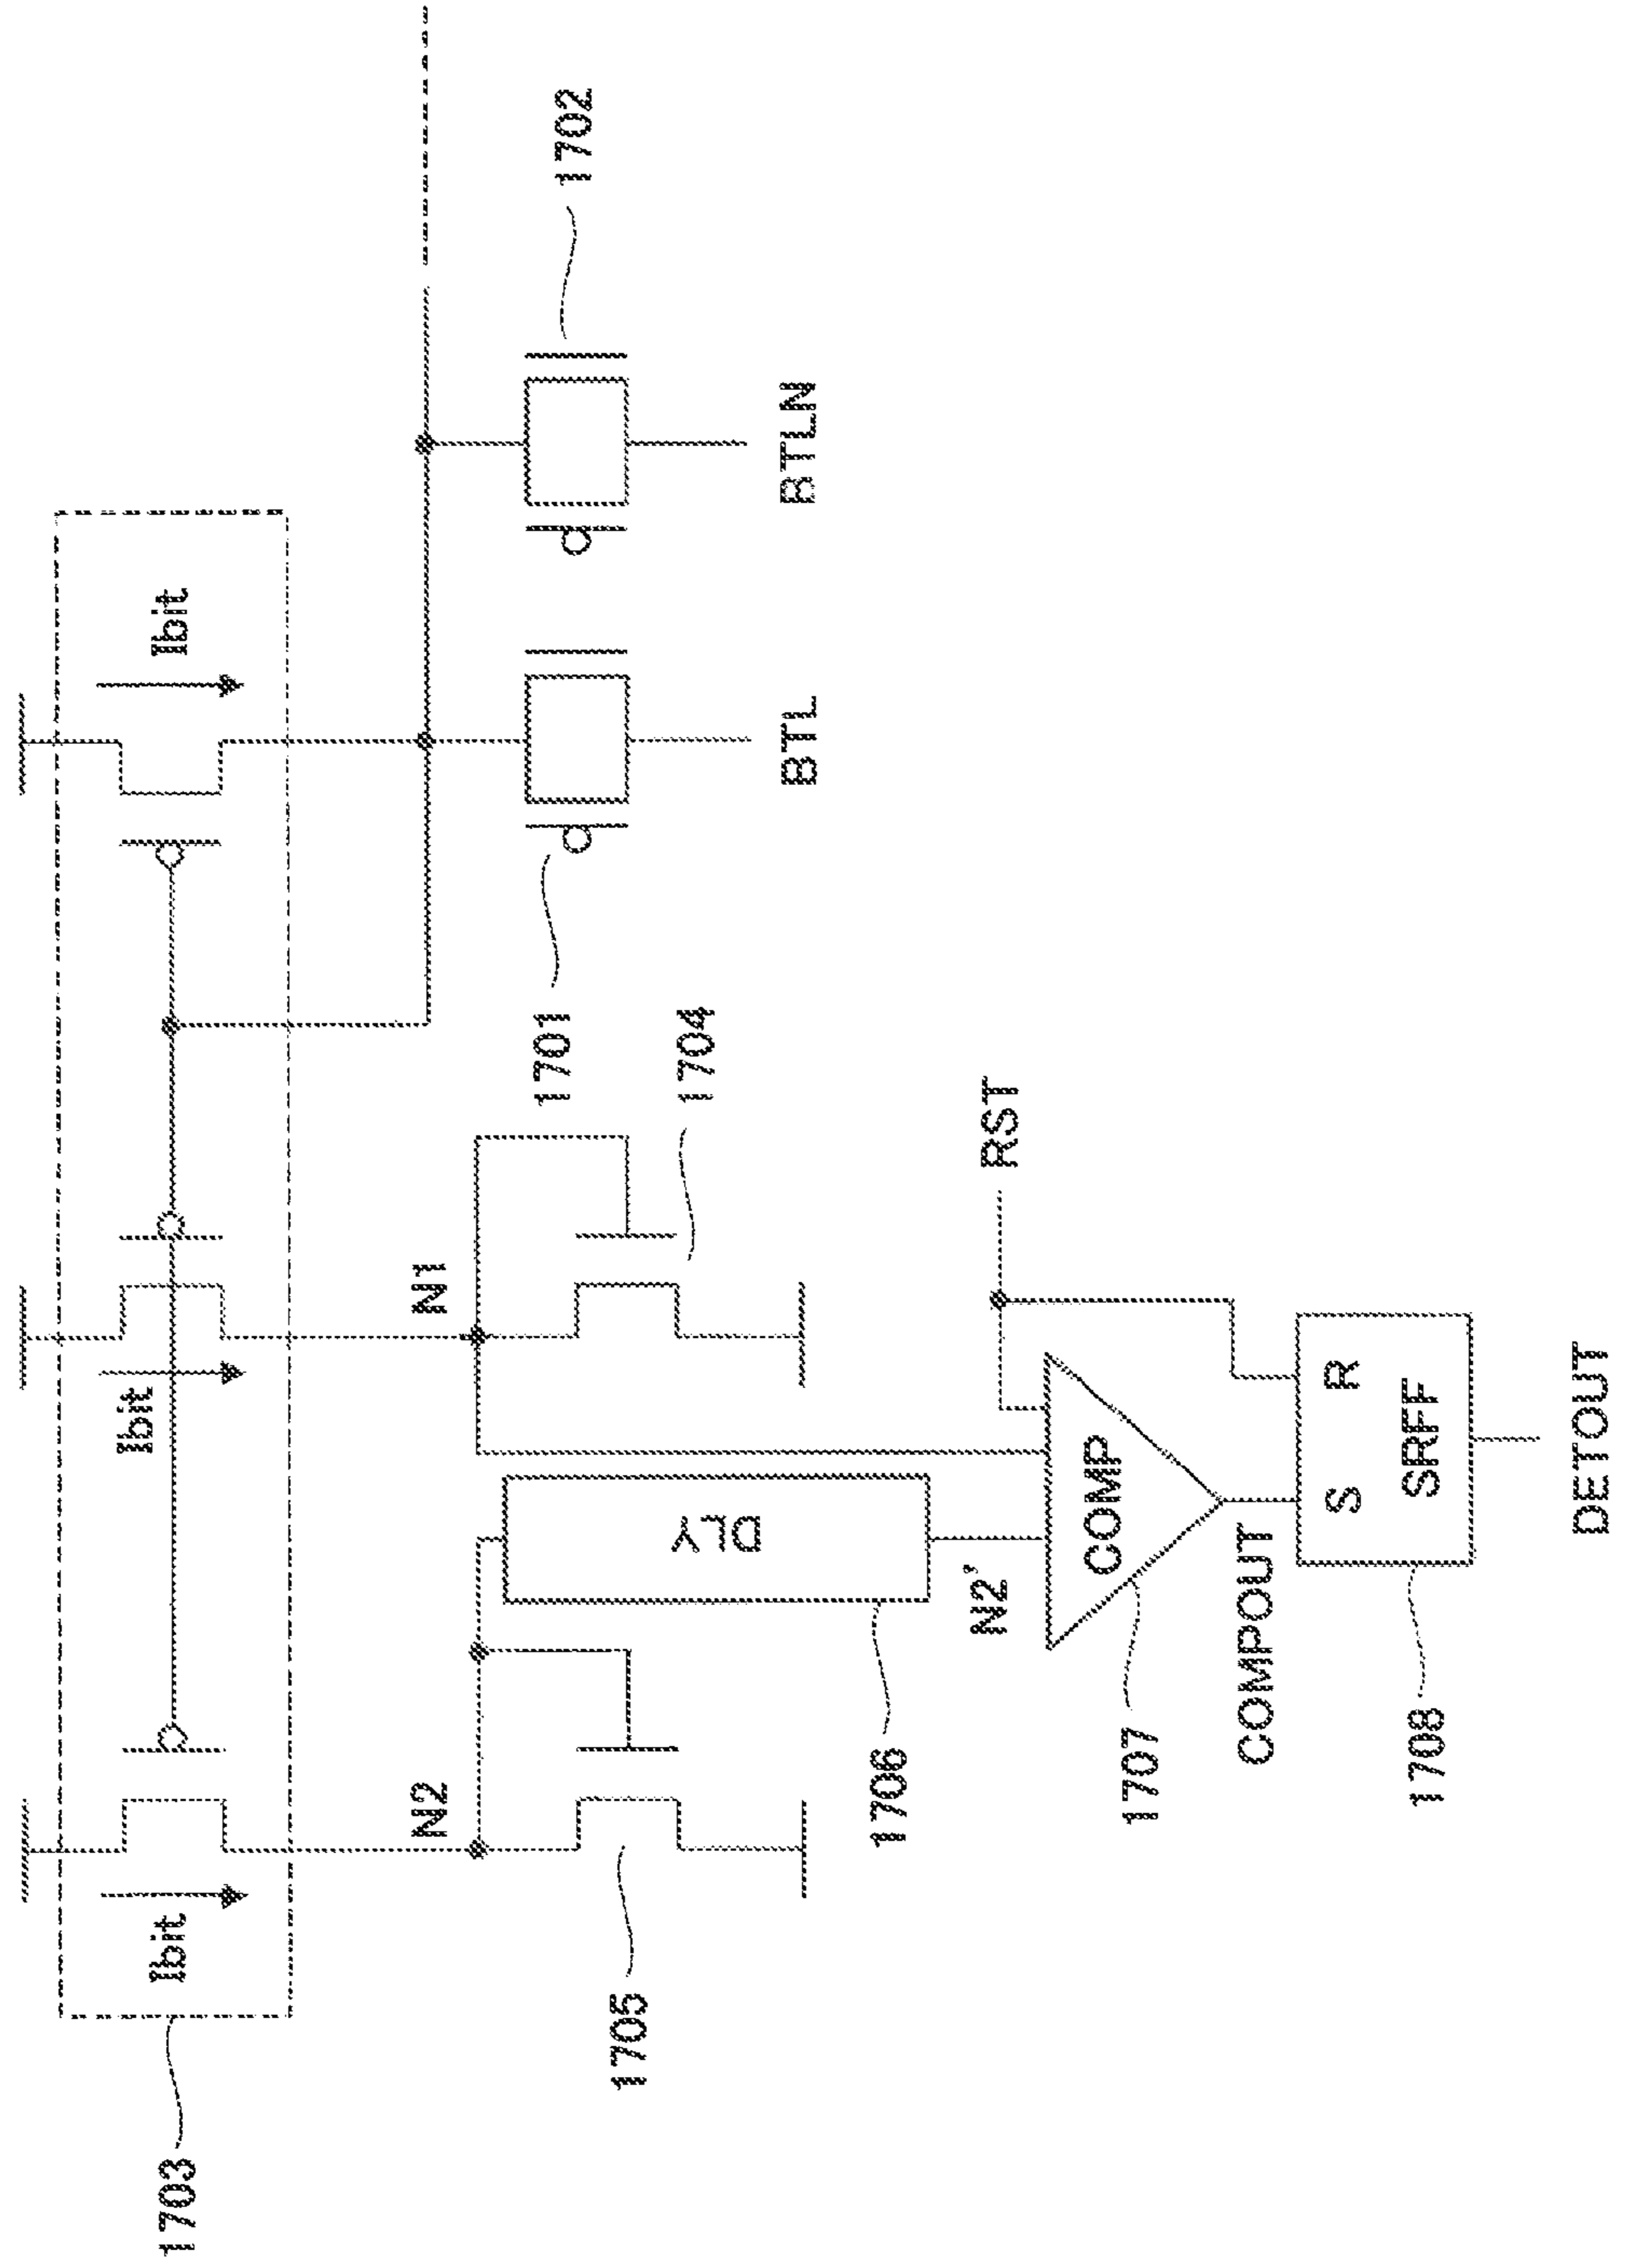 1703
Ibit
Ibit
Ibit
N2
N1
1701
1702
1705
1704
BTL
BTLN
1706
DLY
N2'
RST
1707
COMP
COMPOUT
1708
S
R
SRFF
DETOUT